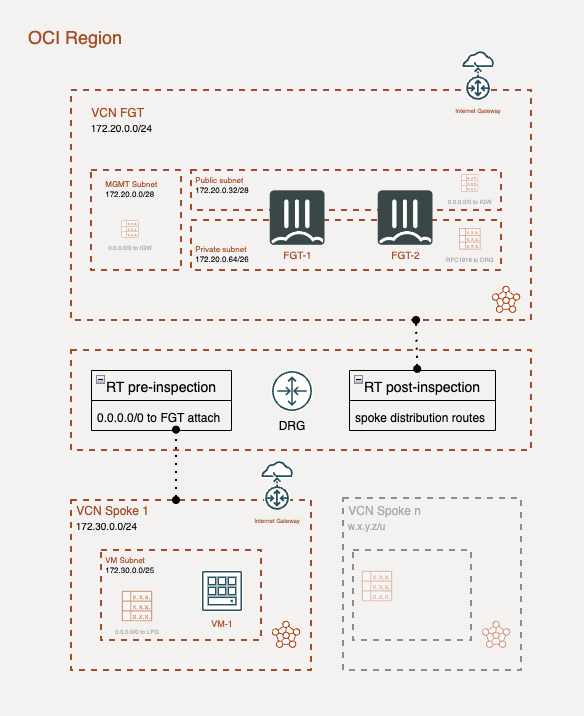 OCI Region
Internet Gateway
VCN FGT
172.20.0.0/24
MGMT Subnet
172.20.0.0/28
0.0.0.0/0 to IGW
Public subnet
172.20.0.32/28
0.0.0.0/0 to IGW
Private subnet
172.20.0.64/26
FGT-1
FGT-2
RFC1918 to DRG
RT pre-inspection
0.0.0.0/0 to FGT attach
DRG
RT post-inspection
spoke distribution routes
VCN Spoke 1
172.30.0.0/24
Internet Gateway
VM Subnet
172.30.0.0/25
X.X.X.
X.X.X.
X.X.X.
0.0.0.0/0 to LPG
VM-1
VCN Spoke n
w.x.y.z/u
X.X.X.
X.X.X.
X.X.X.